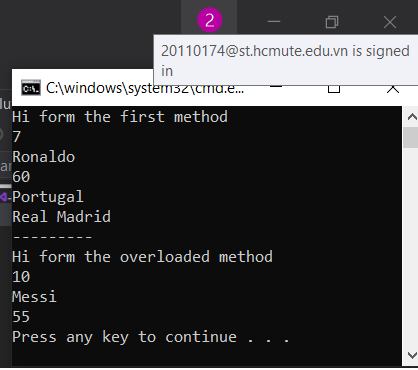 2
20110174@st.hcmute.edu.vn is signed
in
C:\windows\system32\cmd.e...
Hi form the first method
7
Ronaldo
60
Portugal
Real Madrid
---------
Hi form the overloaded method
10
Messi
55
Press any key to continue . . .